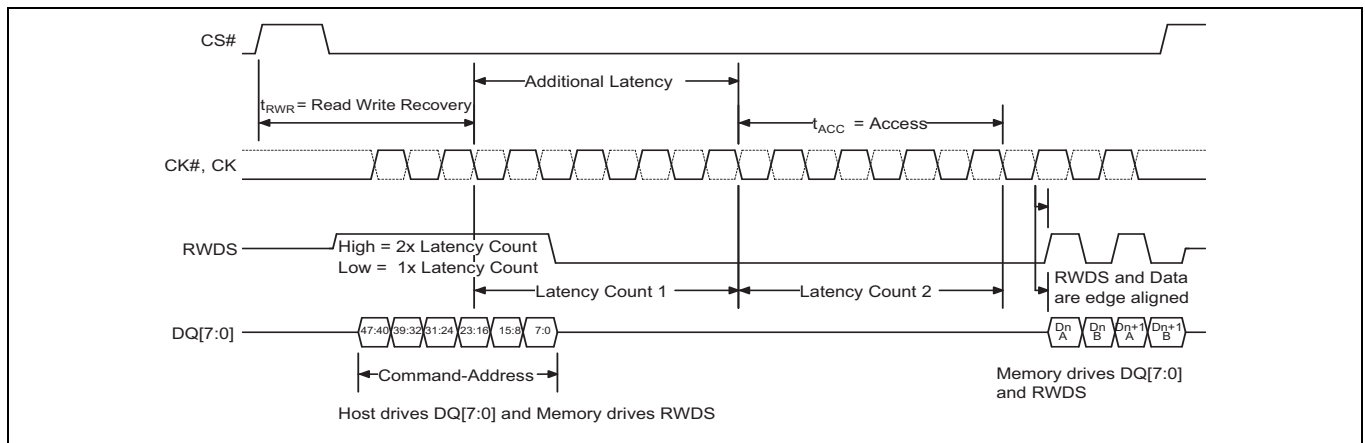 CS#
Additional Latency
tRWR = Read Write Recovery
tACC = Access
CK#, CK
RWDS
High = 2x Latency Count
Low = 1x Latency Count
RWDS and Data
are edge aligned
Latency Count 1
Latency Count 2
DQ[7:0]
47:40 39:32 31:24 23:16 15:8 7:0
Dn A
Dn B
Dn+1 A
Dn+1 B
Command-Address
Memory drives DQ[7:0]
and RWDS
Host drives DQ[7:0] and Memory drives RWDS